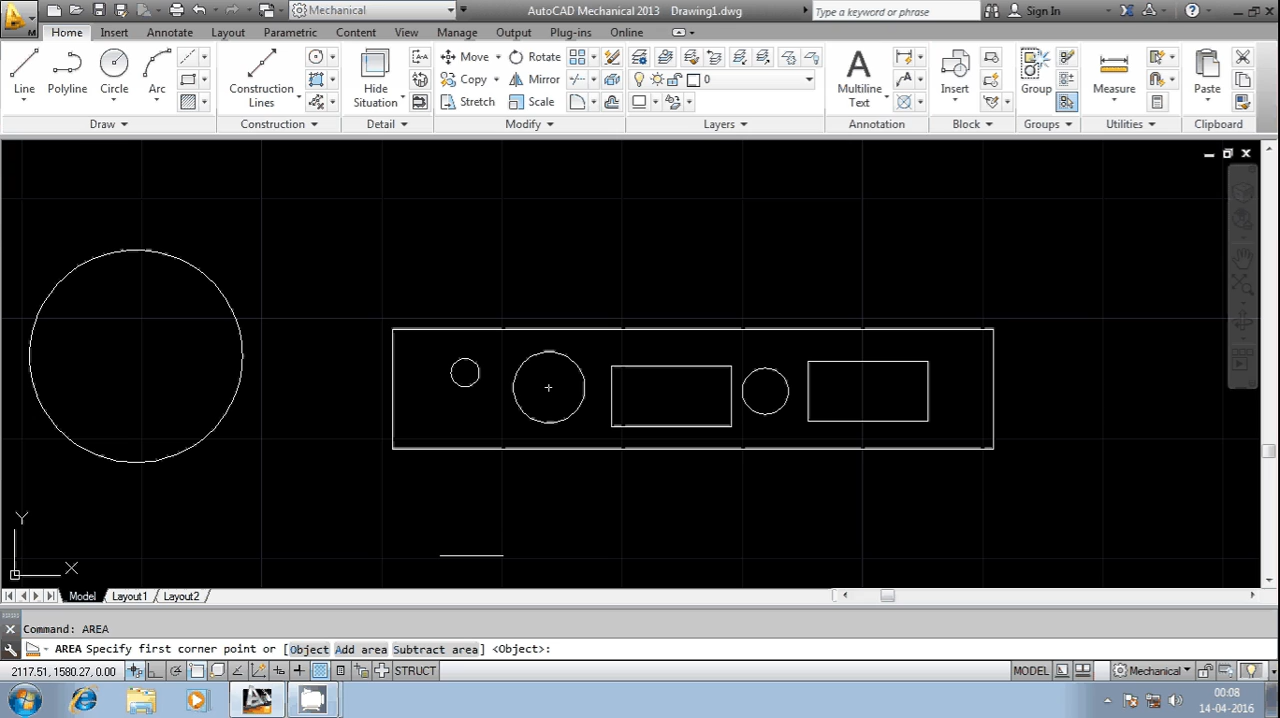 Mechanical
AutoCAD Mechanical 2013 Drawing1.dwg
Type a keyword or phrase
Sign In
M
Home Insert Annotate Layout Parametric Content View Manage Output Plug-ins Online
Line Polyline Circle Arc
Construction Lines
Hide Situation
Move Rotate
Copy Mirror
Stretch Scale
0
Multiline Text
Insert
Group
Measure
Paste
Draw Construction Detail Modify Layers Annotation Block Groups Utilities Clipboard
Y
X
Model Layout1 Layout2
Command: AREA
AREA Specify first corner point or [Object Add area Subtract area] <Object>:
2117.51, 1580.27, 0.00
STRUCT
MODEL
Mechanical
00:08
14-04-2016